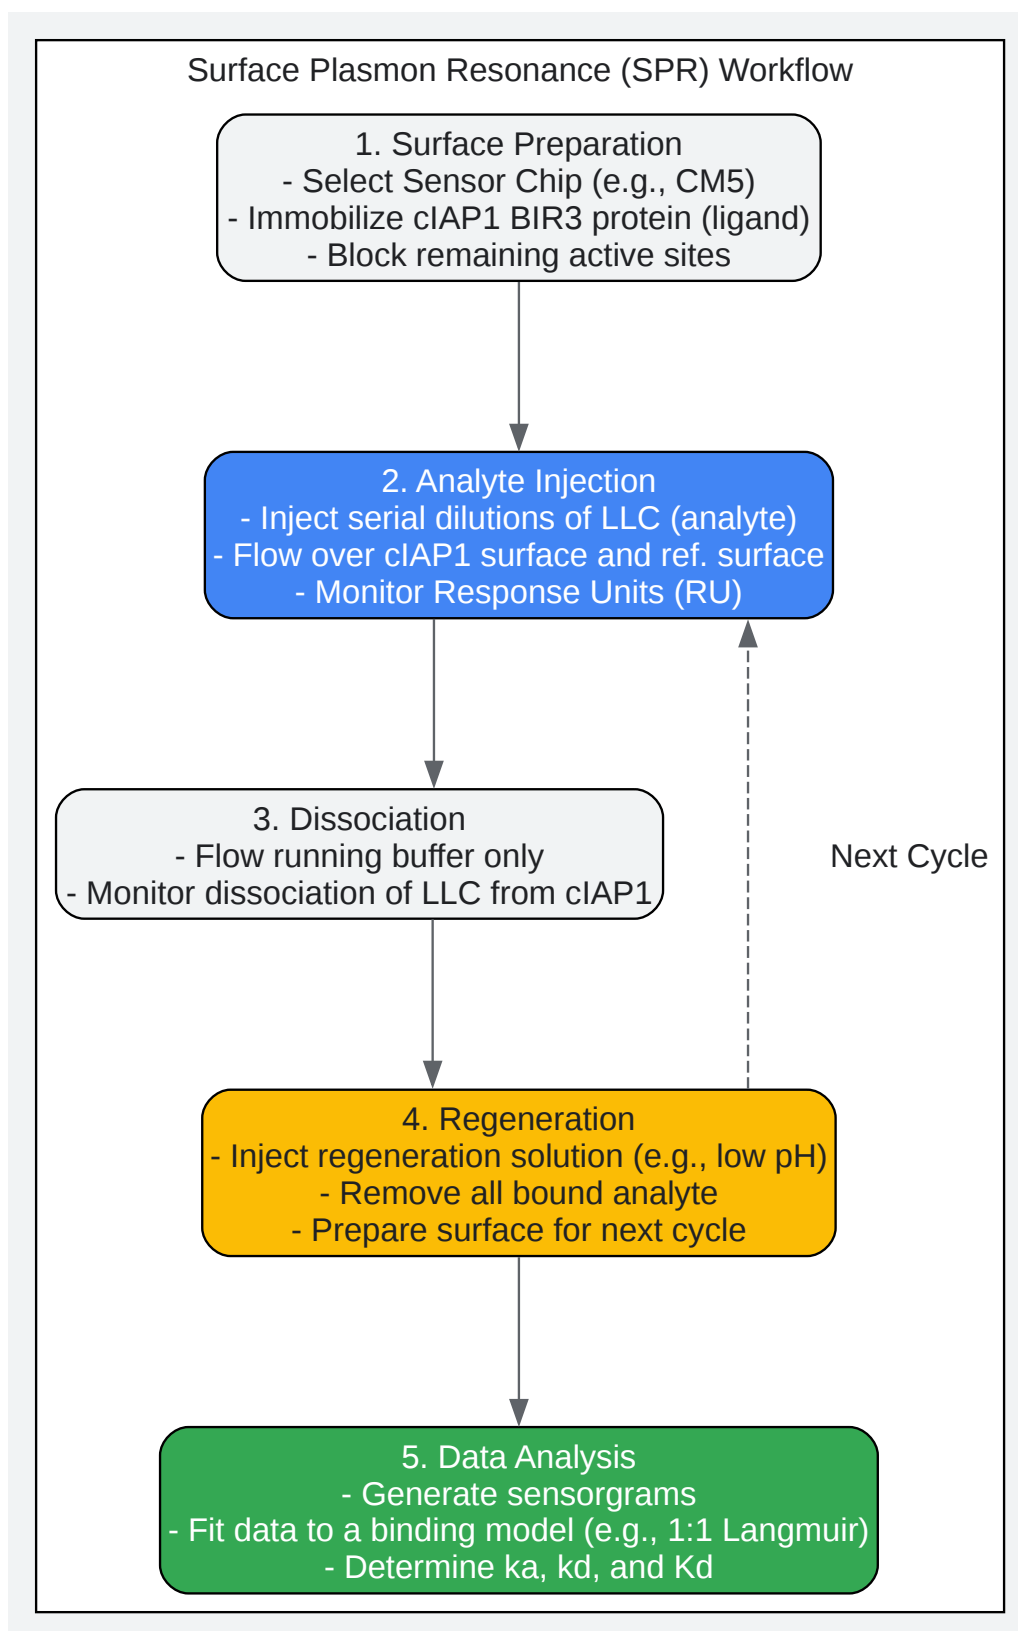 Surface Plasmon Resonance (SPR) Workflow
1. Surface Preparation
- Select Sensor Chip (e.g., CM5)
- Immobilize cIAP1 BIR3 protein (ligand)
- Block remaining active sites
2. Analyte Injection
- Inject serial dilutions of LLC (analyte)
- Flow over cIAP1 surface and ref. surface
- Monitor Response Units (RU)
3. Dissociation
- Flow running buffer only
- Monitor dissociation of LLC from cIAP1
Next Cycle
4. Regeneration
- Inject regeneration solution (e.g., low pH)
- Remove all bound analyte
- Prepare surface for next cycle
5. Data Analysis
- Generate sensorgrams
- Fit data to a binding model (e.g., 1:1 Langmuir)
- Determine ka, kd, and Kd